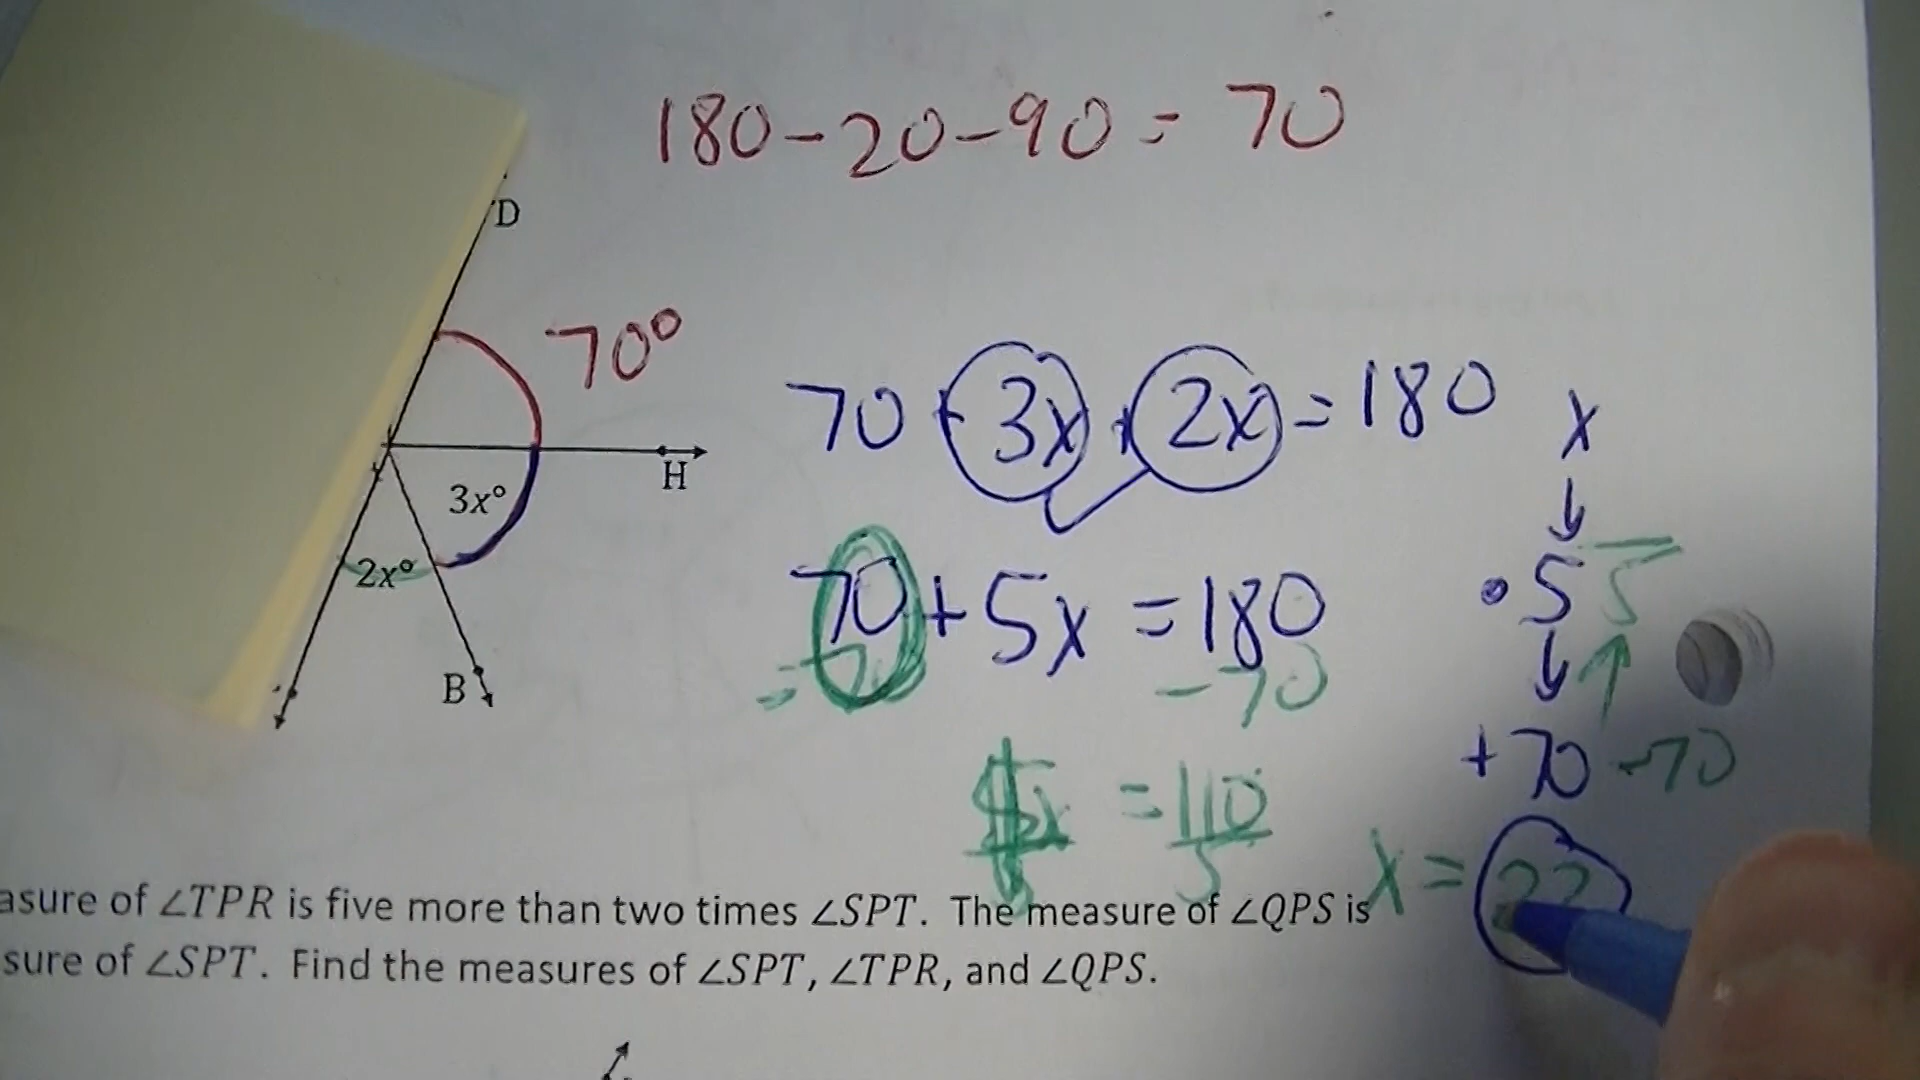 180-20-90=70
D
70°
70+3x+2x=180
x
H
3x°
2x°
70+5x=180
•5 5
-70 -70
B
+70 -70
5x =110
5 5
x=22
asure of ∠TPR is five more than two times ∠SPT. The measure of ∠QPS is
sure of ∠SPT. Find the measures of ∠SPT, ∠TPR, and ∠QPS.